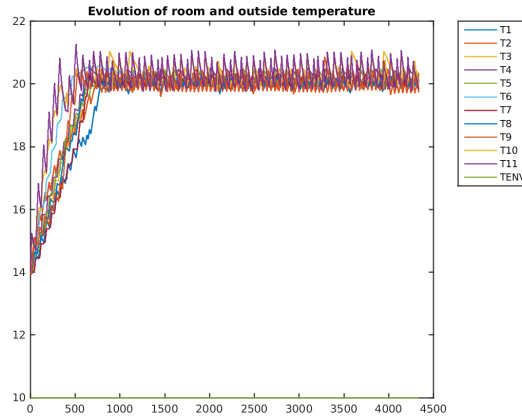 Evolution of room and outside temperature
22
20
18
16
14
12
10
0 500 1000 1500 2000 2500 3000 3500 4000 4500
T1
T2
T3
T4
T5
T6
T7
T8
T9
T10
T11